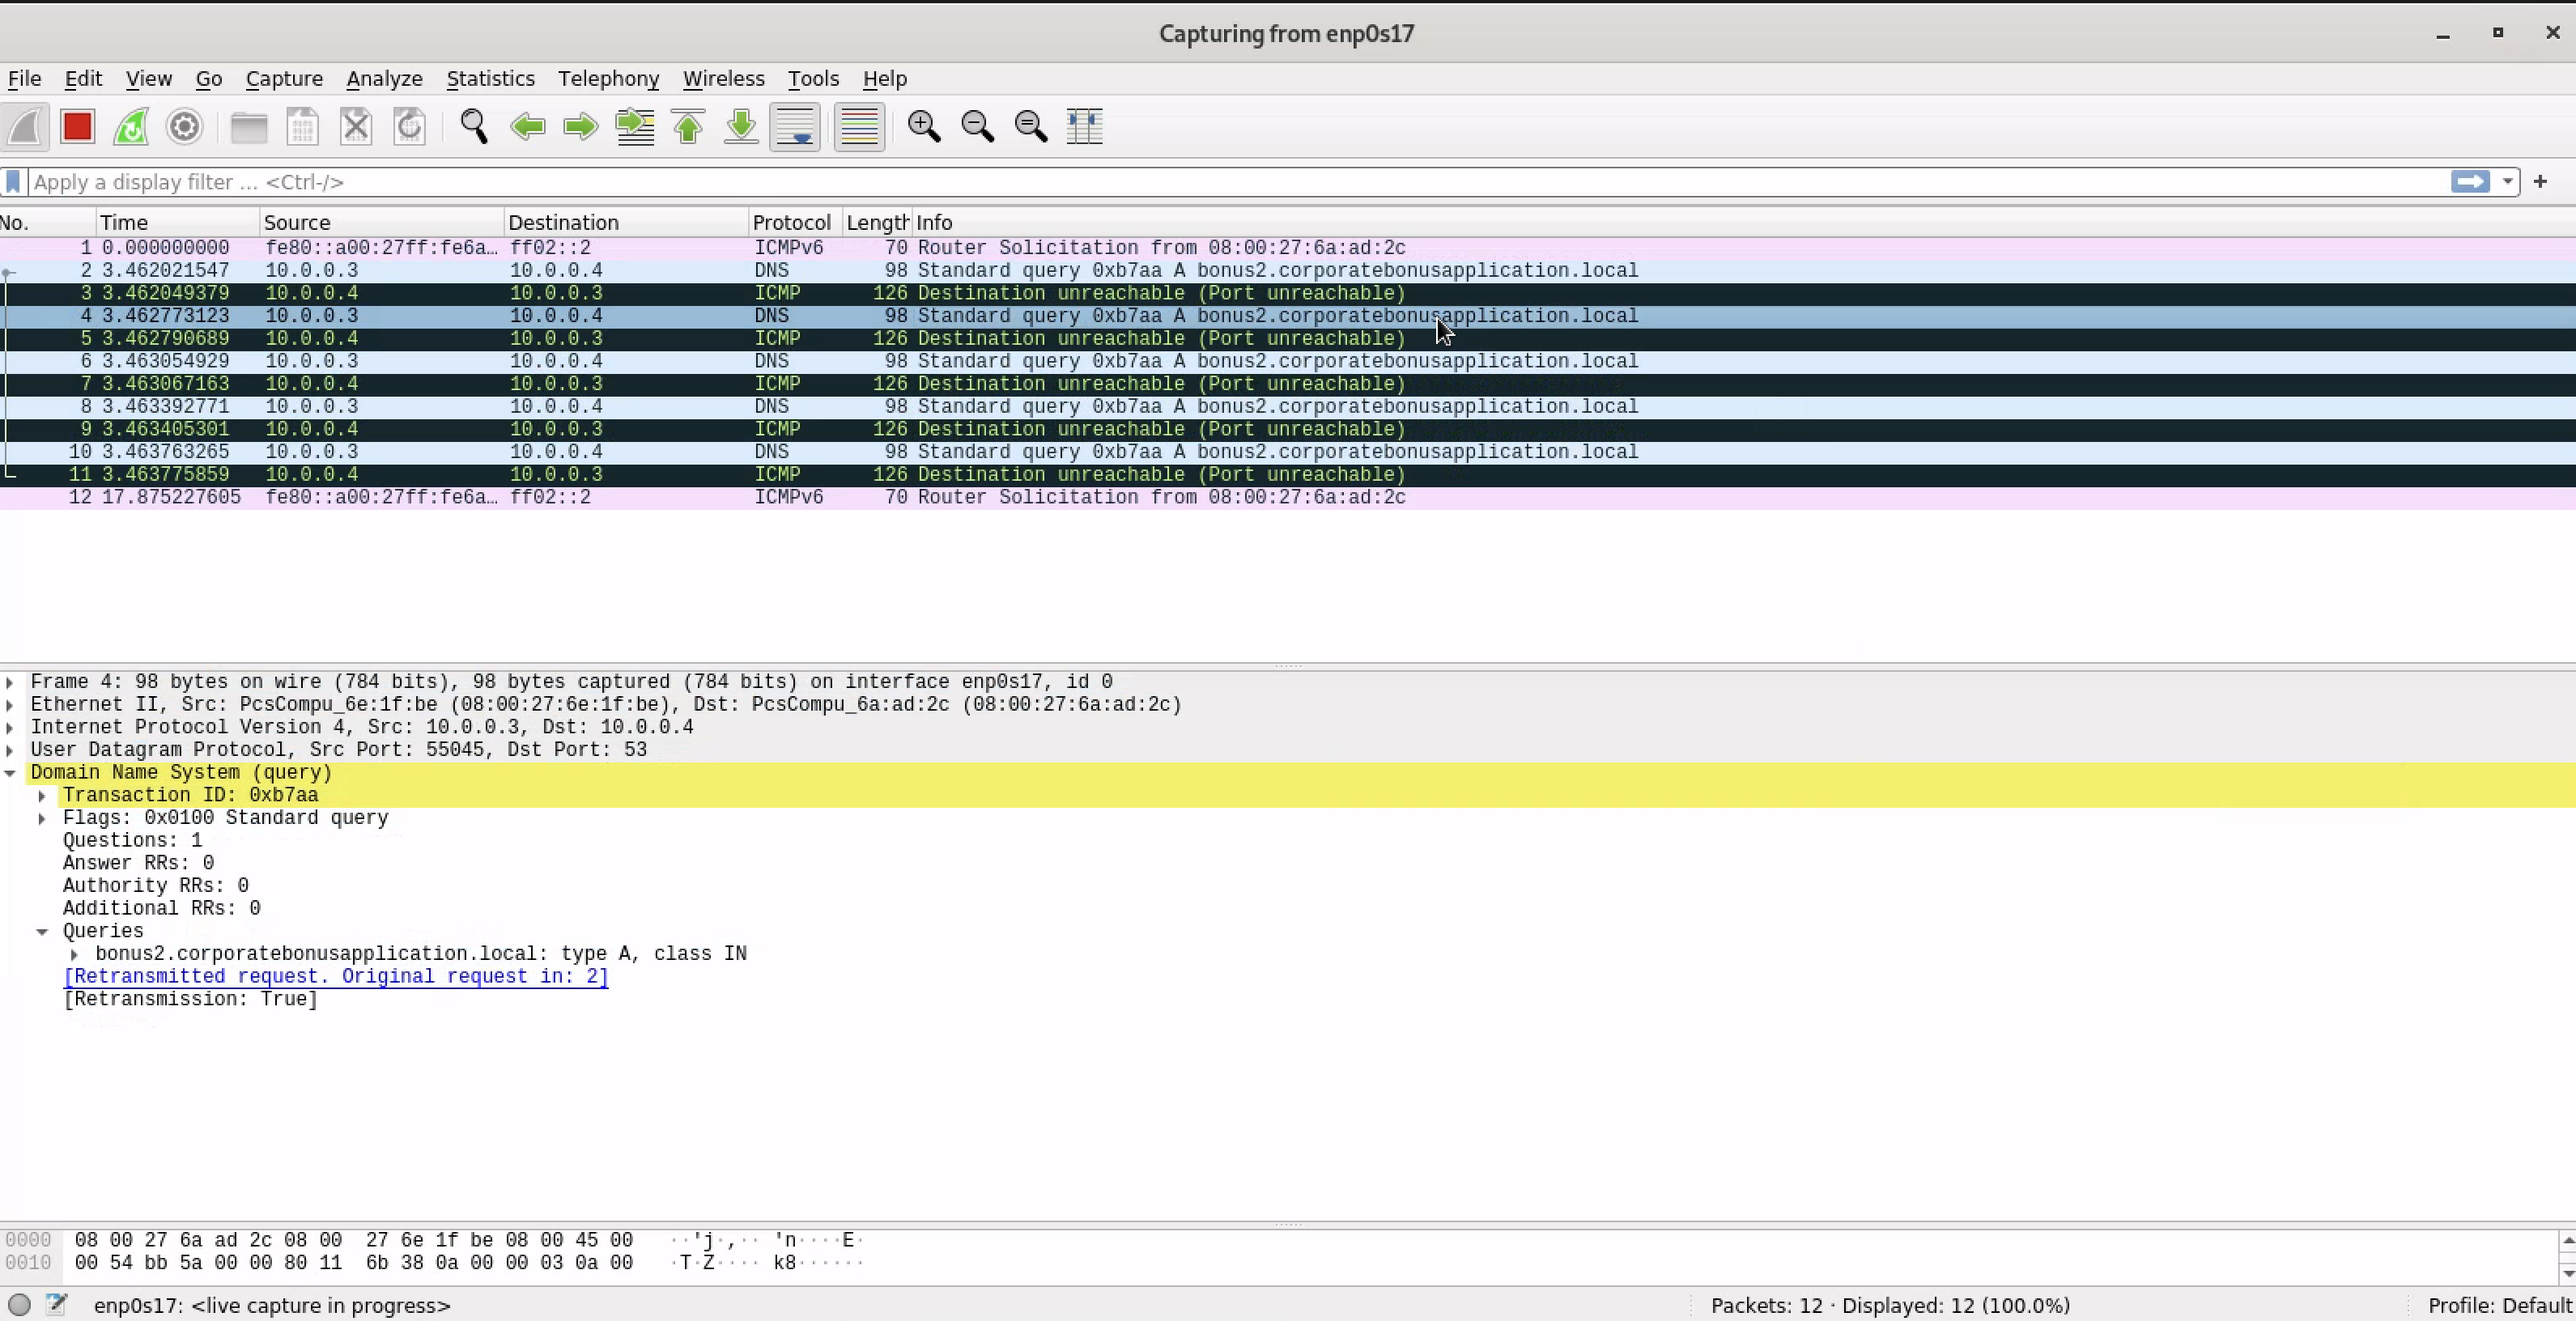 Capturing from enp0s17
File Edit View Go Capture Analyze Statistics Telephony Wireless Tools Help
Apply a display filter ... <Ctrl-/>
No. Time Source Destination Protocol Length Info
1 0.000000000 fe80::a00:27ff:fe6a… ff02::2 ICMPv6 70 Router Solicitation from 08:00:27:6a:ad:2c
2 3.462021547 10.0.0.3 10.0.0.4 DNS 98 Standard query 0xb7aa A bonus2.corporatebonusapplication.local
3 3.462049379 10.0.0.4 10.0.0.3 ICMP 126 Destination unreachable (Port unreachable)
4 3.462773123 10.0.0.3 10.0.0.4 DNS 98 Standard query 0xb7aa A bonus2.corporatebonusapplication.local
5 3.462790689 10.0.0.4 10.0.0.3 ICMP 126 Destination unreachable (Port unreachable)
6 3.463054929 10.0.0.3 10.0.0.4 DNS 98 Standard query 0xb7aa A bonus2.corporatebonusapplication.local
7 3.463067163 10.0.0.4 10.0.0.3 ICMP 126 Destination unreachable (Port unreachable)
8 3.463392771 10.0.0.3 10.0.0.4 DNS 98 Standard query 0xb7aa A bonus2.corporatebonusapplication.local
9 3.463405301 10.0.0.4 10.0.0.3 ICMP 126 Destination unreachable (Port unreachable)
10 3.463763265 10.0.0.3 10.0.0.4 DNS 98 Standard query 0xb7aa A bonus2.corporatebonusapplication.local
11 3.463775859 10.0.0.4 10.0.0.3 ICMP 126 Destination unreachable (Port unreachable)
12 17.875227605 fe80::a00:27ff:fe6a… ff02::2 ICMPv6 70 Router Solicitation from 08:00:27:6a:ad:2c
Frame 4: 98 bytes on wire (784 bits), 98 bytes captured (784 bits) on interface enp0s17, id 0
Ethernet II, Src: PcsCompu_6e:1f:be (08:00:27:6e:1f:be), Dst: PcsCompu_6a:ad:2c (08:00:27:6a:ad:2c)
Internet Protocol Version 4, Src: 10.0.0.3, Dst: 10.0.0.4
User Datagram Protocol, Src Port: 55045, Dst Port: 53
Domain Name System (query)
Transaction ID: 0xb7aa
Flags: 0x0100 Standard query
Questions: 1
Answer RRs: 0
Authority RRs: 0
Additional RRs: 0
Queries
bonus2.corporatebonusapplication.local: type A, class IN
[Retransmitted request. Original request in: 2]
[Retransmission: True]
0000 08 00 27 6a ad 2c 08 00 27 6e 1f be 08 00 45 00 ··'j·,·· 'n····E·
0010 00 54 bb 5a 00 00 80 11 6b 38 0a 00 00 03 0a 00 ·T·Z···· k8······
enp0s17: <live capture in progress>
Packets: 12 · Displayed: 12 (100.0%)
Profile: Default